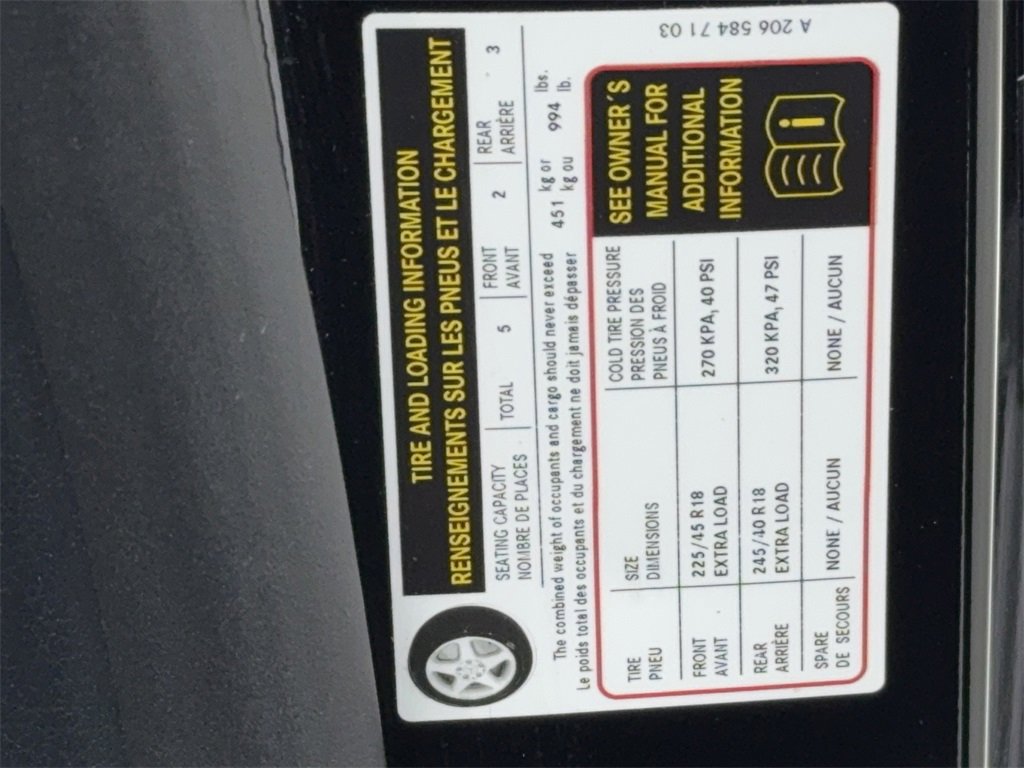 TIRE AND LOADING INFORMATION
RENSEIGNEMENTS SUR LES PNEUS ET LE CHARGEMENT
SEATING CAPACITY TOTAL 5 FRONT 2 REAR 3
NOMBRE DE PLACES AVANT ARRIÈRE
The combined weight of occupants and cargo should never exceed 451 kg or 994 lbs.
Le poids total des occupants et du chargement ne doit jamais dépasser kg ou lb.
TIRE SIZE COLD TIRE PRESSURE
PNEU DIMENSIONS PRESSION DES
PNEUS À FROID
FRONT 225/45 R18 270 KPA, 40 PSI
AVANT EXTRA LOAD
REAR 245/40 R18 320 KPA, 47 PSI
ARRIÈRE EXTRA LOAD
SPARE NONE / AUCUN NONE / AUCUN
DE SECOURS
SEE OWNER´S
MANUAL FOR
ADDITIONAL
INFORMATION
i
A 206 584 71 03